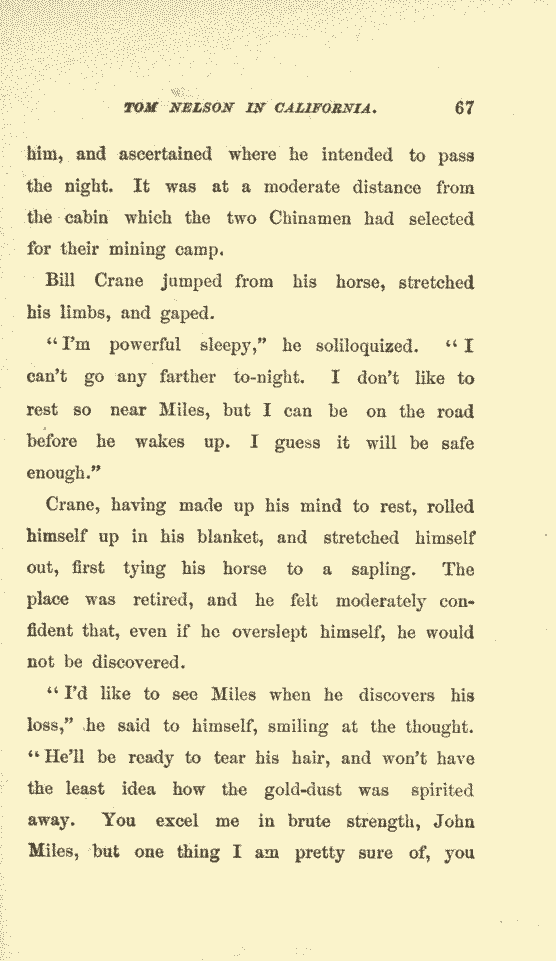 TOM NELSON IN CALIFORNIA. 67
him, and ascertained where he intended to pass
the night. It was at a moderate distance from
the cabin which the two Chinamen had selected
for their mining camp.
Bill Crane jumped from his horse, stretched
his limbs, and gaped.
“I’m powerful sleepy,” he soliloquized. “I
can’t go any farther to-night. I don’t like to
rest so near Miles, but I can be on the road
before he wakes up. I guess it will be safe
enough.”
Crane, having made up his mind to rest, rolled
himself up in his blanket, and stretched himself
out, first tying his horse to a sapling. The
place was retired, and he felt moderately con-
fident that, even if he overslept himself, he would
not be discovered.
“I’d like to see Miles when he discovers his
loss,” he said to himself, smiling at the thought.
“He’ll be ready to tear his hair, and won’t have
the least idea how the gold-dust was spirited
away. You excel me in brute strength, John
Miles, but one thing I am pretty sure of, you